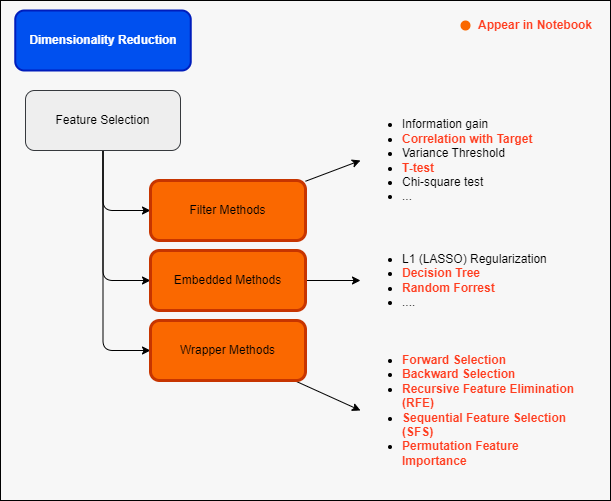 Dimensionality Reduction
Appear in Notebook
Feature Selection
Filter Methods
Information gain
Correlation with Target
Variance Threshold
T-test
Chi-square test
...
Embedded Methods
L1 (LASSO) Regularization
Decision Tree
Random Forrest
....
Wrapper Methods
Forward Selection
Backward Selection
Recursive Feature Elimination
(RFE)
Sequential Feature Selection
(SFS)
Permutation Feature
Importance